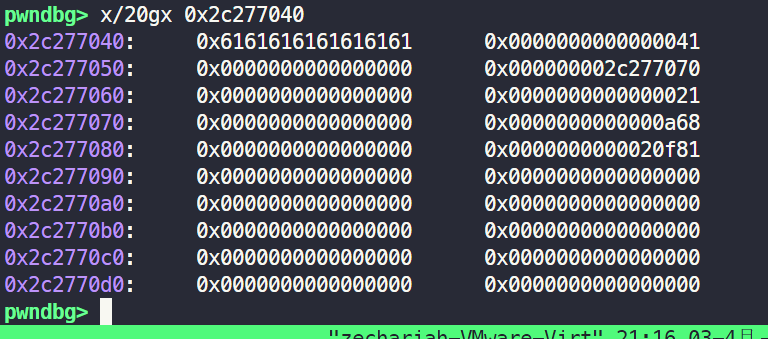 pwndbg> x/20gx 0x2c277040
0x2c277040: 0x6161616161616161 0x0000000000000041
0x2c277050: 0x0000000000000000 0x000000002c277070
0x2c277060: 0x0000000000000000 0x0000000000000021
0x2c277070: 0x0000000000000000 0x0000000000000a68
0x2c277080: 0x0000000000000000 0x0000000000020f81
0x2c277090: 0x0000000000000000 0x0000000000000000
0x2c2770a0: 0x0000000000000000 0x0000000000000000
0x2c2770b0: 0x0000000000000000 0x0000000000000000
0x2c2770c0: 0x0000000000000000 0x0000000000000000
0x2c2770d0: 0x0000000000000000 0x0000000000000000
pwndbg>
"zechariah-VMware-Virt" 21:16 03-4月-